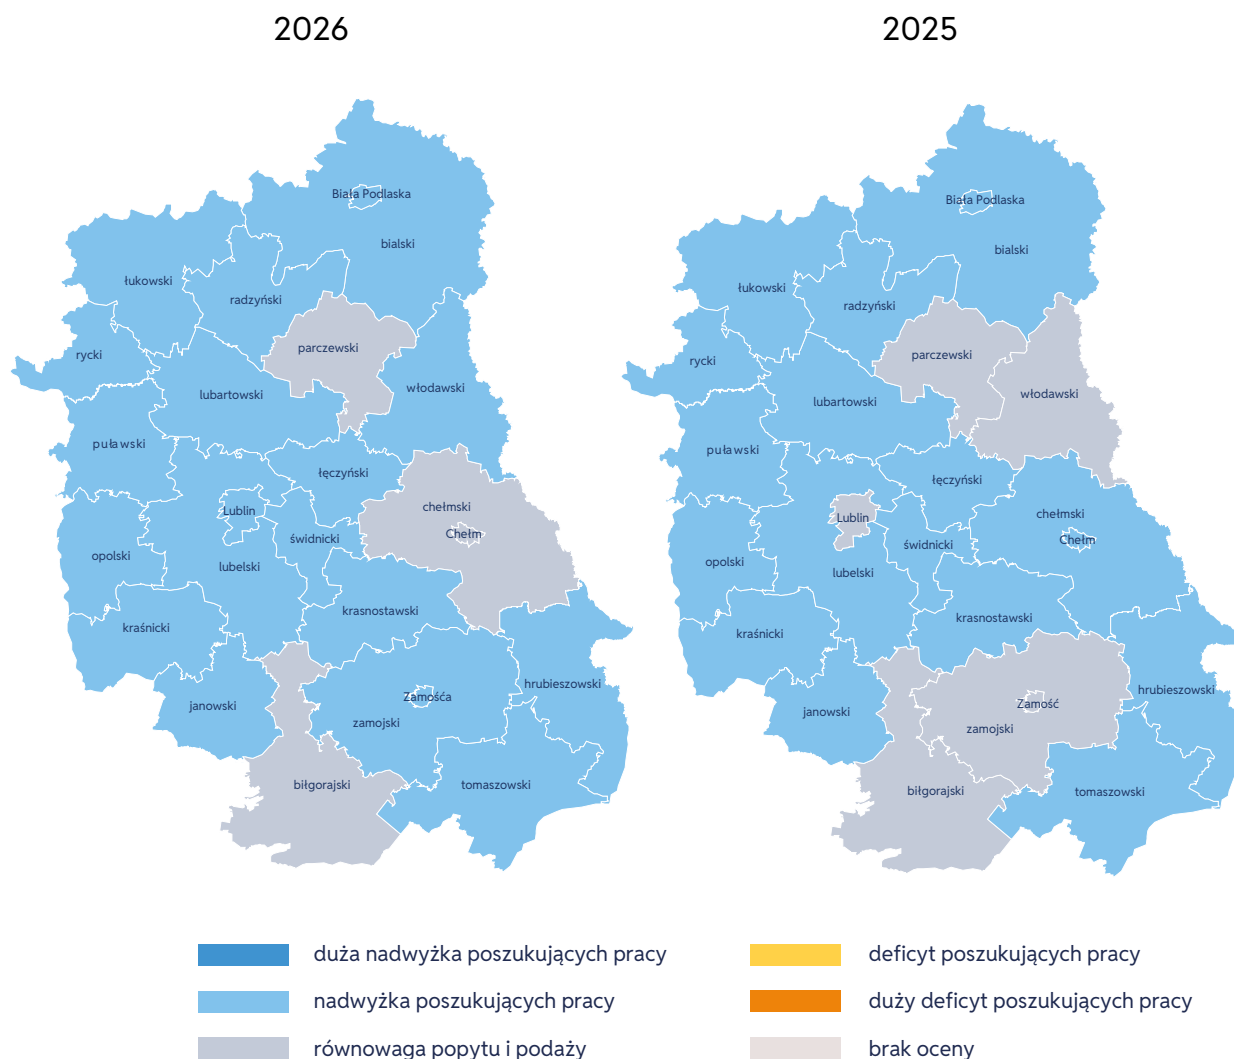 2026
2025
Biała Podlaska
bialski
łukowski
radzyński
parczewski
rycki
włodawski
lubartowski
puławski
łęczyński
chełmski
Lublin
Chełm
świdnicki
opolski
lubelski
krasnostawski
kraśnicki
hrubieszowski
Zamośća
janowski
zamojski
biłgorajski
tomaszowski
Biała Podlaska
bialski
łukowski
radzyński
parczewski
rycki
włodawski
lubartowski
puławski
łęczyński
chełmski
Lublin
Chełm
świdnicki
opolski
lubelski
krasnostawski
kraśnicki
hrubieszowski
Zamość
janowski
zamojski
biłgorajski
tomaszowski
duża nadwyżka poszukujących pracy
nadwyżka poszukujących pracy
równowaga popytu i podaży
deficyt poszukujących pracy
duży deficyt poszukujących pracy
brak oceny